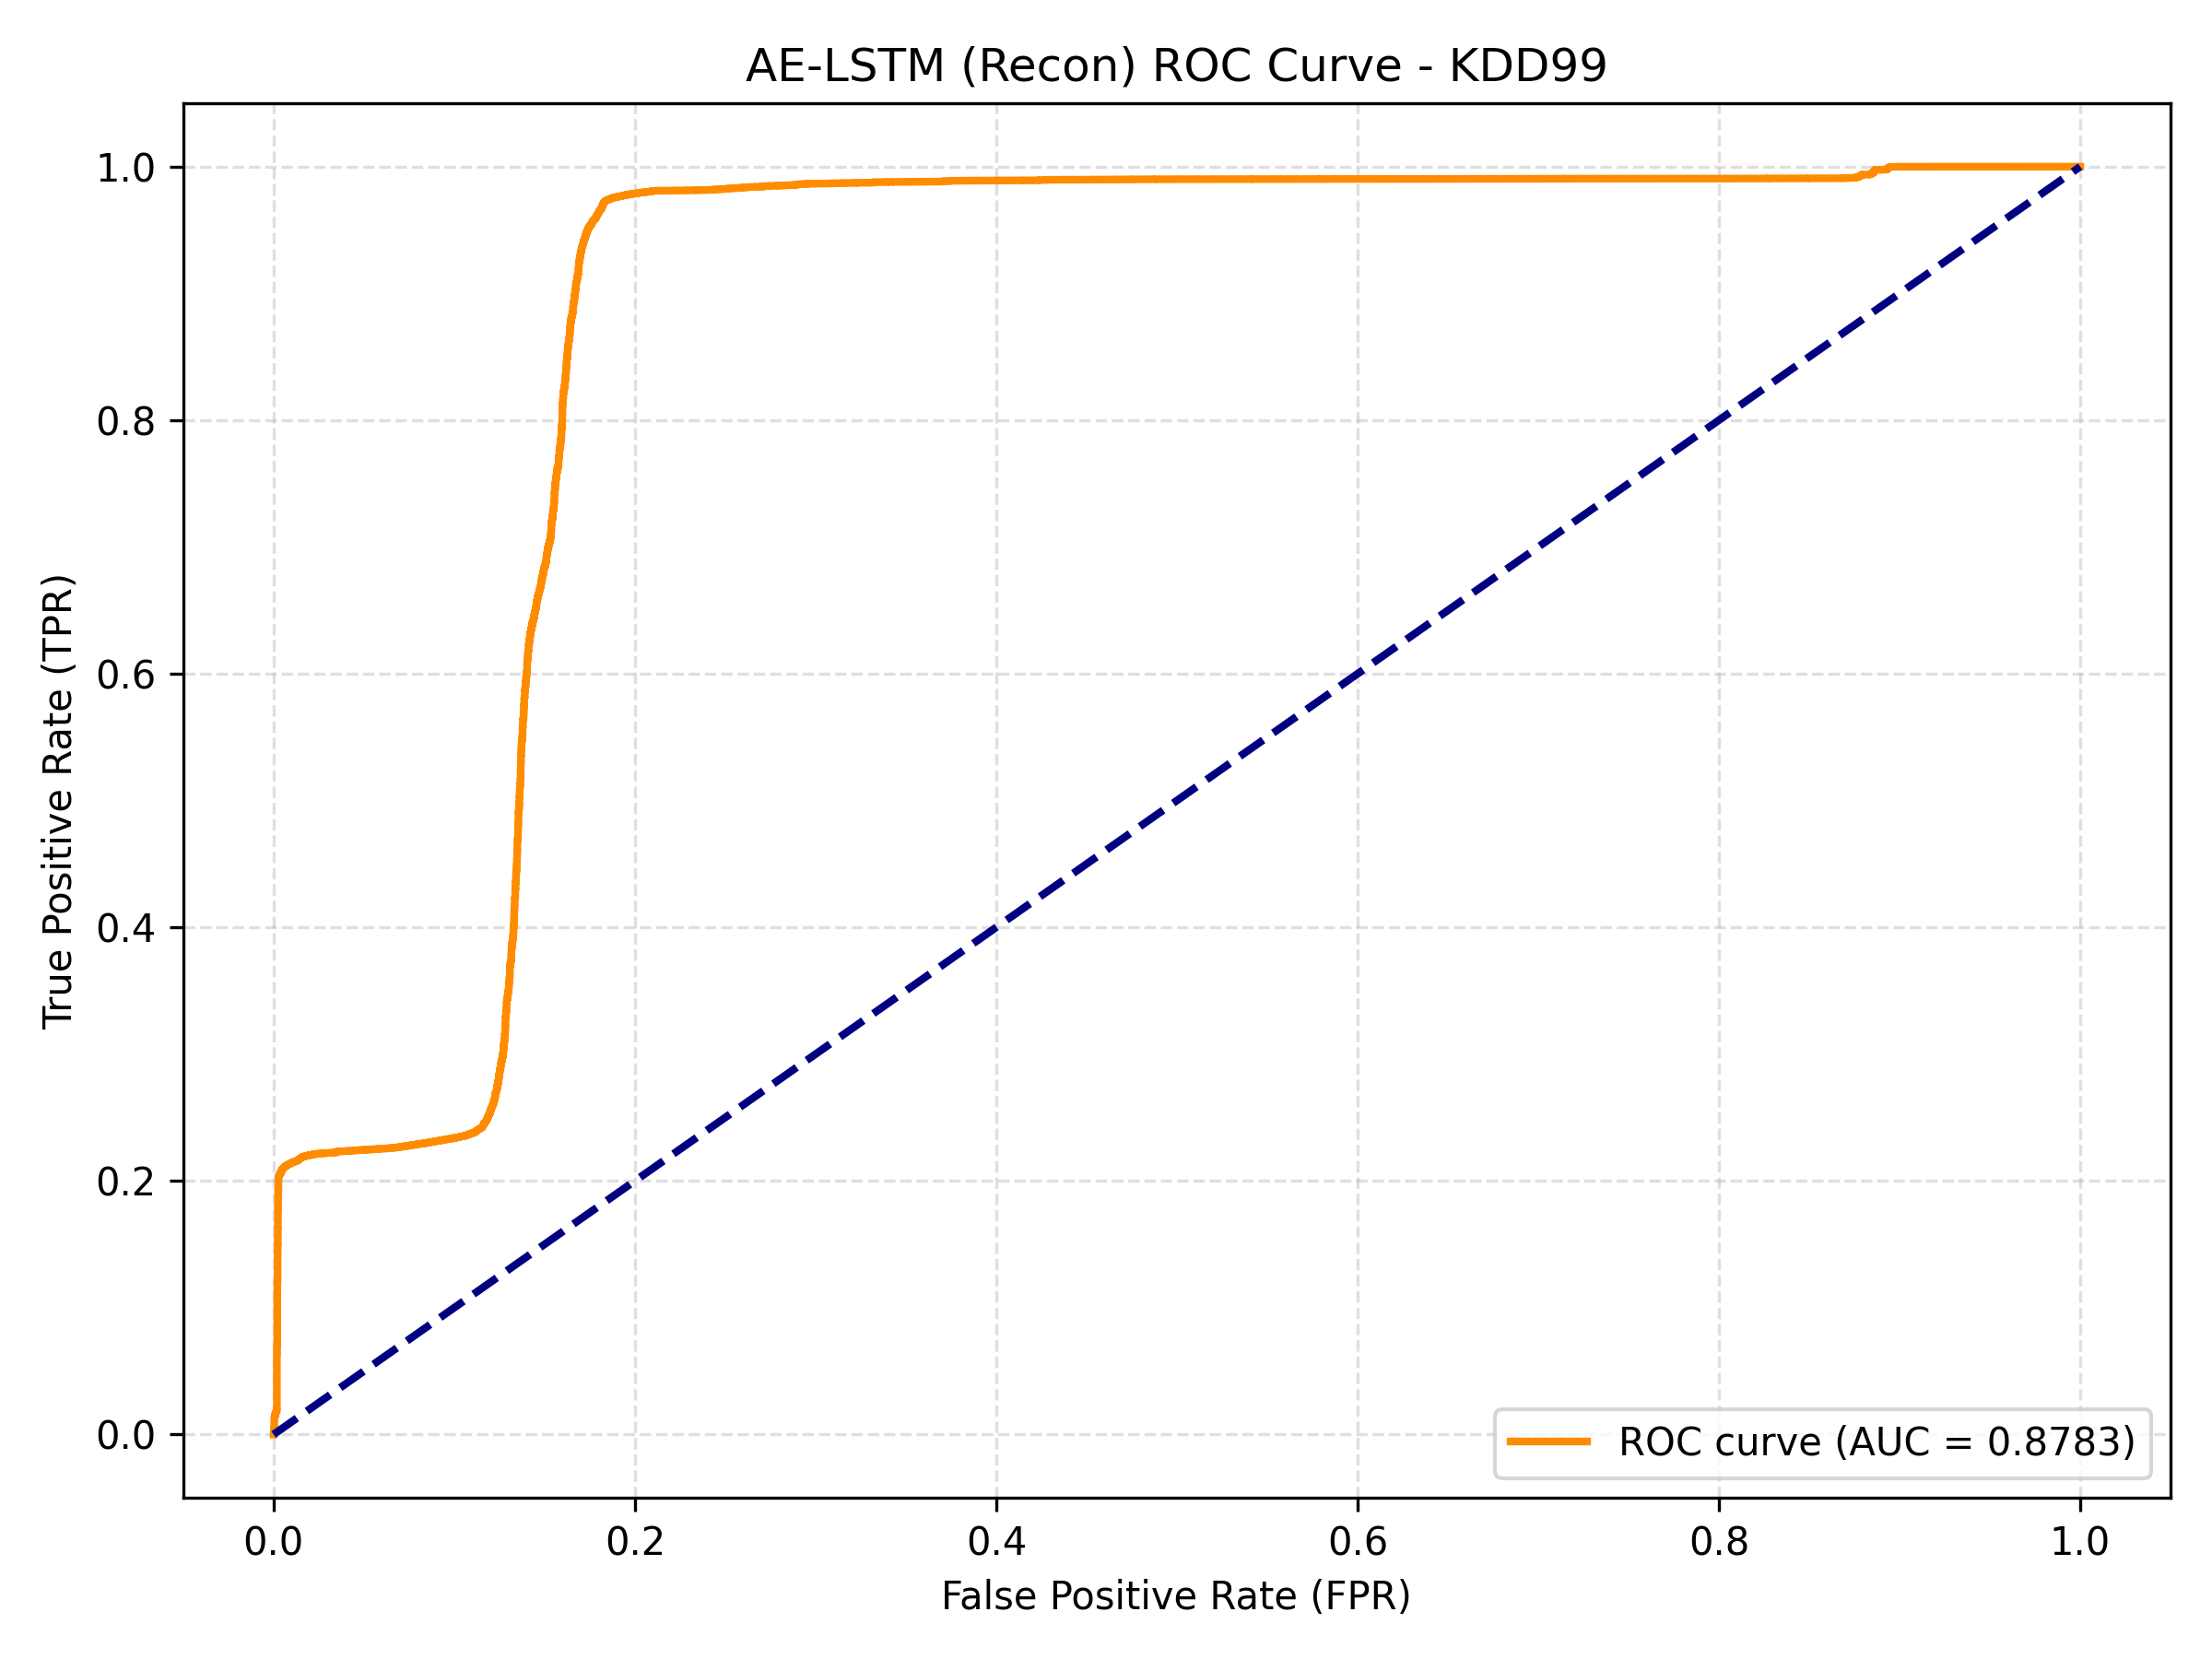 AE-LSTM (Recon) ROC Curve - KDD99
True Positive Rate (TPR)
1.0
0.8
0.6
0.4
0.2
0.0
ROC curve (AUC = 0.8783)
0.0 0.2 0.4 0.6 0.8 1.0
False Positive Rate (FPR)